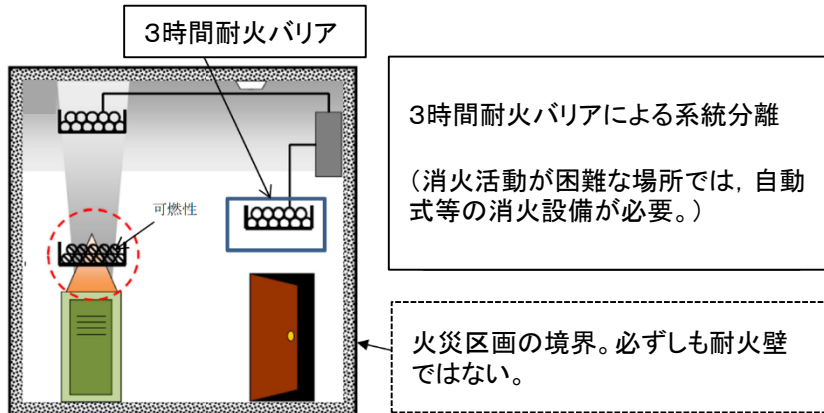 ３時間耐火バリア
３時間耐火バリアによる系統分離
（消火活動が困難な場所では，自動
式等の消火設備が必要。）
可燃性
火災区画の境界。必ずしも耐火壁
ではない。